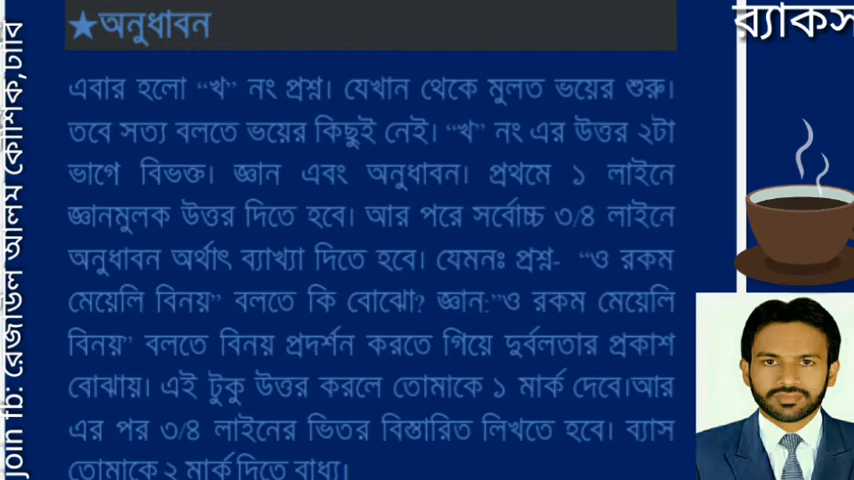 ★অনুধাবন
এবার হলো “খ” নং প্রশ্ন। যেখান থেকে মুলত ভয়ের শুরু।
তবে সত্য বলতে ভয়ের কিছুই নেই। “খ” নং এর উত্তর ২টা
ভাগে বিভক্ত। জ্ঞান এবং অনুধাবন। প্রথমে ১ লাইনে
জ্ঞানমুলক উত্তর দিতে হবে। আর পরে সর্বোচ্চ ৩/৪ লাইনে
অনুধাবন অর্থাৎ ব্যাখ্যা দিতে হবে। যেমনঃ প্রশ্ন- “ও রকম
মেয়েলি বিনয়” বলতে কি বোঝো? জ্ঞান:”ও রকম মেয়েলি
বিনয়” বলতে বিনয় প্রদর্শন করতে গিয়ে দুর্বলতার প্রকাশ
বোঝায়। এই টুকু উত্তর করলে তোমাকে ১ মার্ক দেবে।আর
এর পর ৩/৪ লাইনের ভিতর বিস্তারিত লিখতে হবে। ব্যাস
তোমাকে ২ মার্ক দিতে বাধ্য।
join fb: রেজাউল আলম কৌশিক,ঢাবি
র‍্যাকস